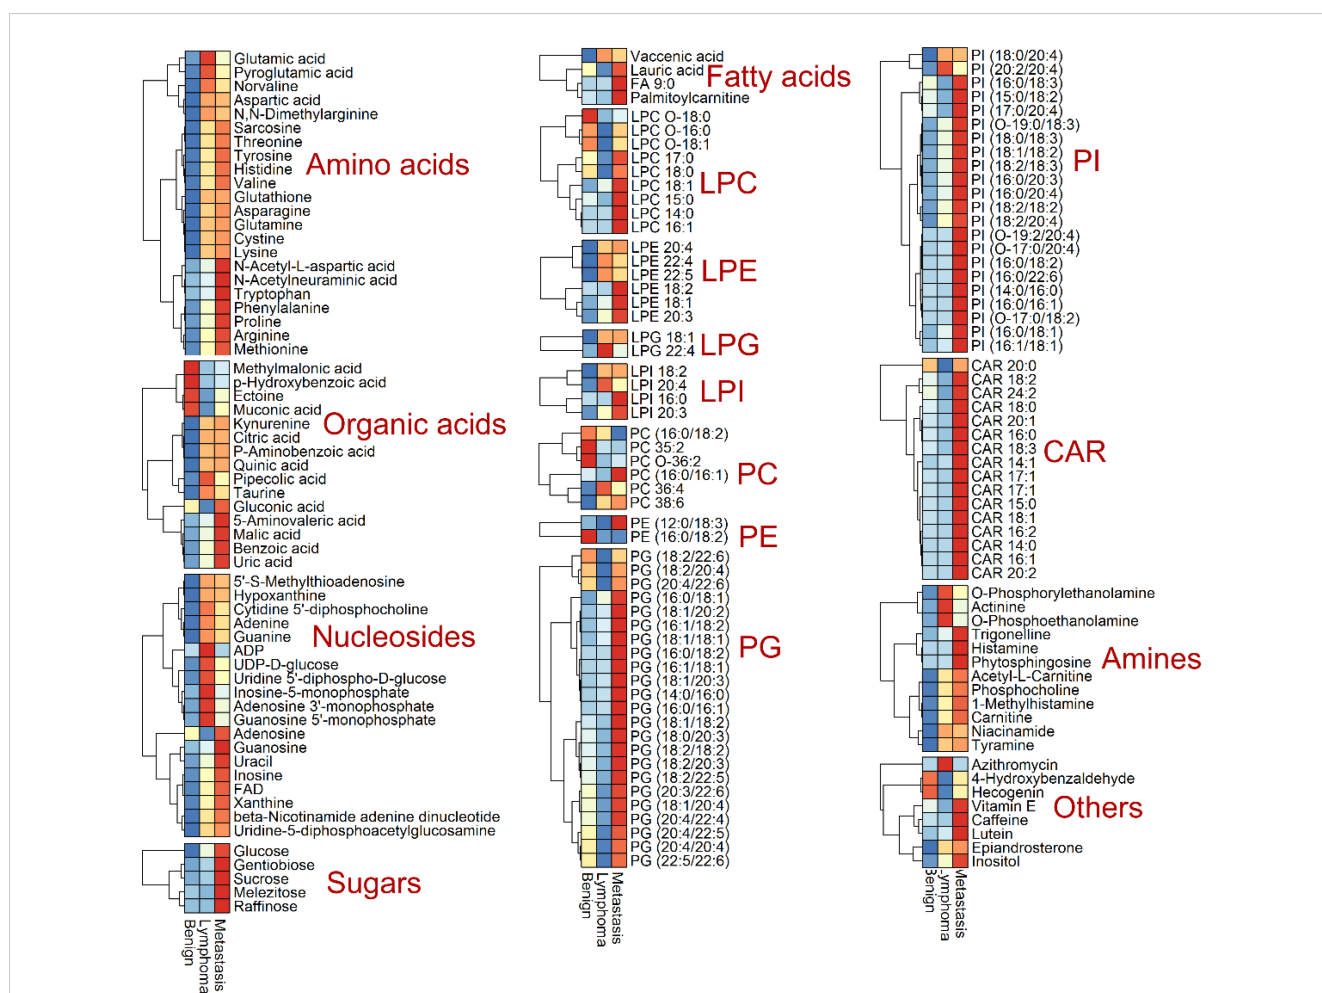 Glutamic acid
Pyroglutamic acid
Norvaline
Aspartic acid
N,N-Dimethylarginine
Sarcosine
Threonine
Tyrosine
Histidine
Valine
Glutathione
Asparagine
Glutamine
Cystine
Lysine
N-Acetyl-L-aspartic acid
N-Acetylneuraminic acid
Tryptophan
Phenylalanine
Proline
Arginine
Methionine
Amino acids
Methylmalonic acid
p-Hydroxybenzoic acid
Ectoine
Muconic acid
Kynurenine
Citric acid
P-Aminobenzoic acid
Quinic acid
Pipecolic acid
Taurine
Gluconic acid
5-Aminovaleric acid
Malic acid
Benzoic acid
Uric acid
Organic acids
5'-S-Methylthioadenosine
Hypoxanthine
Cytidine 5'-diphosphocholine
Adenine
Guanine
ADP
UDP-D-glucose
Uridine 5'-diphospho-D-glucose
Inosine-5-monophosphate
Adenosine 3'-monophosphate
Guanosine 5'-monophosphate
Adenosine
Guanosine
Uracil
Inosine
FAD
Xanthine
beta-Nicotinamide adenine dinucleotide
Uridine-5-diphosphoacetylglucosamine
Nucleosides
Glucose
Gentiobiose
Sucrose
Melezitose
Raffinose
Sugars
Benign
Lymphoma
Metastasis
Vaccenic acid
Lauric acid
FA 9:0
Palmitoylcarnitine
Fatty acids
LPC O-18:0
LPC O-16:0
LPC O-18:1
LPC 17:0
LPC 18:0
LPC 18:1
LPC 15:0
LPC 14:0
LPC 16:1
LPC
LPE 20:4
LPE 22:4
LPE 22:5
LPE 18:2
LPE 18:1
LPE 20:3
LPE
LPG 18:1
LPG 22:4
LPG
LPI 18:2
LPI 20:4
LPI 16:0
LPI 20:3
LPI
PC (16:0/18:2)
PC 35:2
PC O-36:2
PC (16:0/16:1)
PC 36:4
PC 38:6
PC
PE (12:0/18:3)
PE (16:0/18:2)
PE
PG (18:2/22:6)
PG (18:2/20:4)
PG (20:4/22:6)
PG (16:0/18:1)
PG (18:1/20:2)
PG (16:1/18:2)
PG (18:1/18:1)
PG (16:0/18:2)
PG (16:1/18:1)
PG (18:1/20:3)
PG (14:0/16:0)
PG (16:0/16:1)
PG (18:1/18:2)
PG (18:0/20:3)
PG (18:2/18:2)
PG (18:2/20:3)
PG (18:2/22:5)
PG (20:3/22:6)
PG (18:1/20:4)
PG (20:4/22:4)
PG (20:4/22:5)
PG (20:4/20:4)
PG (22:5/22:6)
PG
Benign
Lymphoma
Metastasis
PI (18:0/20:4)
PI (20:2/20:4)
PI (16:0/18:3)
PI (15:0/18:2)
PI (17:0/20:4)
PI (O-19:0/18:3)
PI (18:0/18:3)
PI (18:1/18:2)
PI (18:2/18:3)
PI (16:0/20:3)
PI (16:0/20:4)
PI (18:2/18:2)
PI (18:2/20:4)
PI (O-19:2/20:4)
PI (O-17:0/20:4)
PI (16:0/18:2)
PI (16:0/22:6)
PI (14:0/16:0)
PI (16:0/16:1)
PI (O-17:0/18:2)
PI (16:0/18:1)
PI (16:1/18:1)
PI
CAR 20:0
CAR 18:2
CAR 24:2
CAR 18:0
CAR 20:1
CAR 16:0
CAR 18:3
CAR 14:1
CAR 17:1
CAR 17:1
CAR 15:0
CAR 18:1
CAR 16:2
CAR 14:0
CAR 16:1
CAR 20:2
CAR
O-Phosphorylethanolamine
Actinine
O-Phosphoethanolamine
Trigonelline
Histamine
Phytosphingosine
Acetyl-L-Carnitine
Phosphocholine
1-Methylhistamine
Carnitine
Niacinamide
Tyramine
Amines
Azithromycin
4-Hydroxybenzaldehyde
Hecogenin
Vitamin E
Caffeine
Lutein
Epiandrosterone
Inositol
Others
Benign
Lymphoma
Metastasis